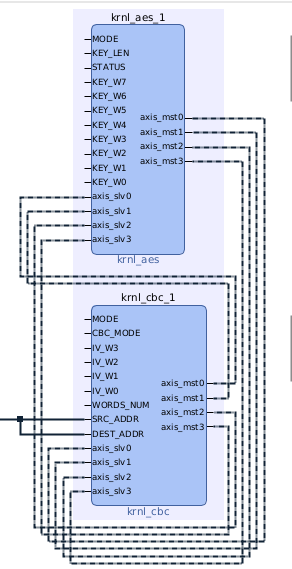 krnl_aes_1
MODE
KEY_LEN
STATUS
KEY_W7
KEY_W6
KEY_W5
KEY_W4
KEY_W3
KEY_W2
KEY_W1
KEY_W0
axis_slv0
axis_slv1
axis_slv2
axis_slv3
axis_mst0
axis_mst1
axis_mst2
axis_mst3
krnl_aes
krnl_cbc_1
MODE
CBC_MODE
IV_W3
IV_W2
IV_W1
IV_W0
WORDS_NUM
SRC_ADDR
DEST_ADDR
axis_slv0
axis_slv1
axis_slv2
axis_slv3
axis_mst0
axis_mst1
axis_mst2
axis_mst3
krnl_cbc